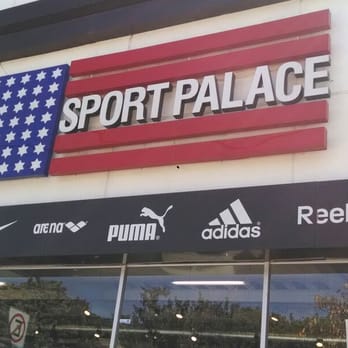 SPORT PALACE
arena PUMA adidas Reeb